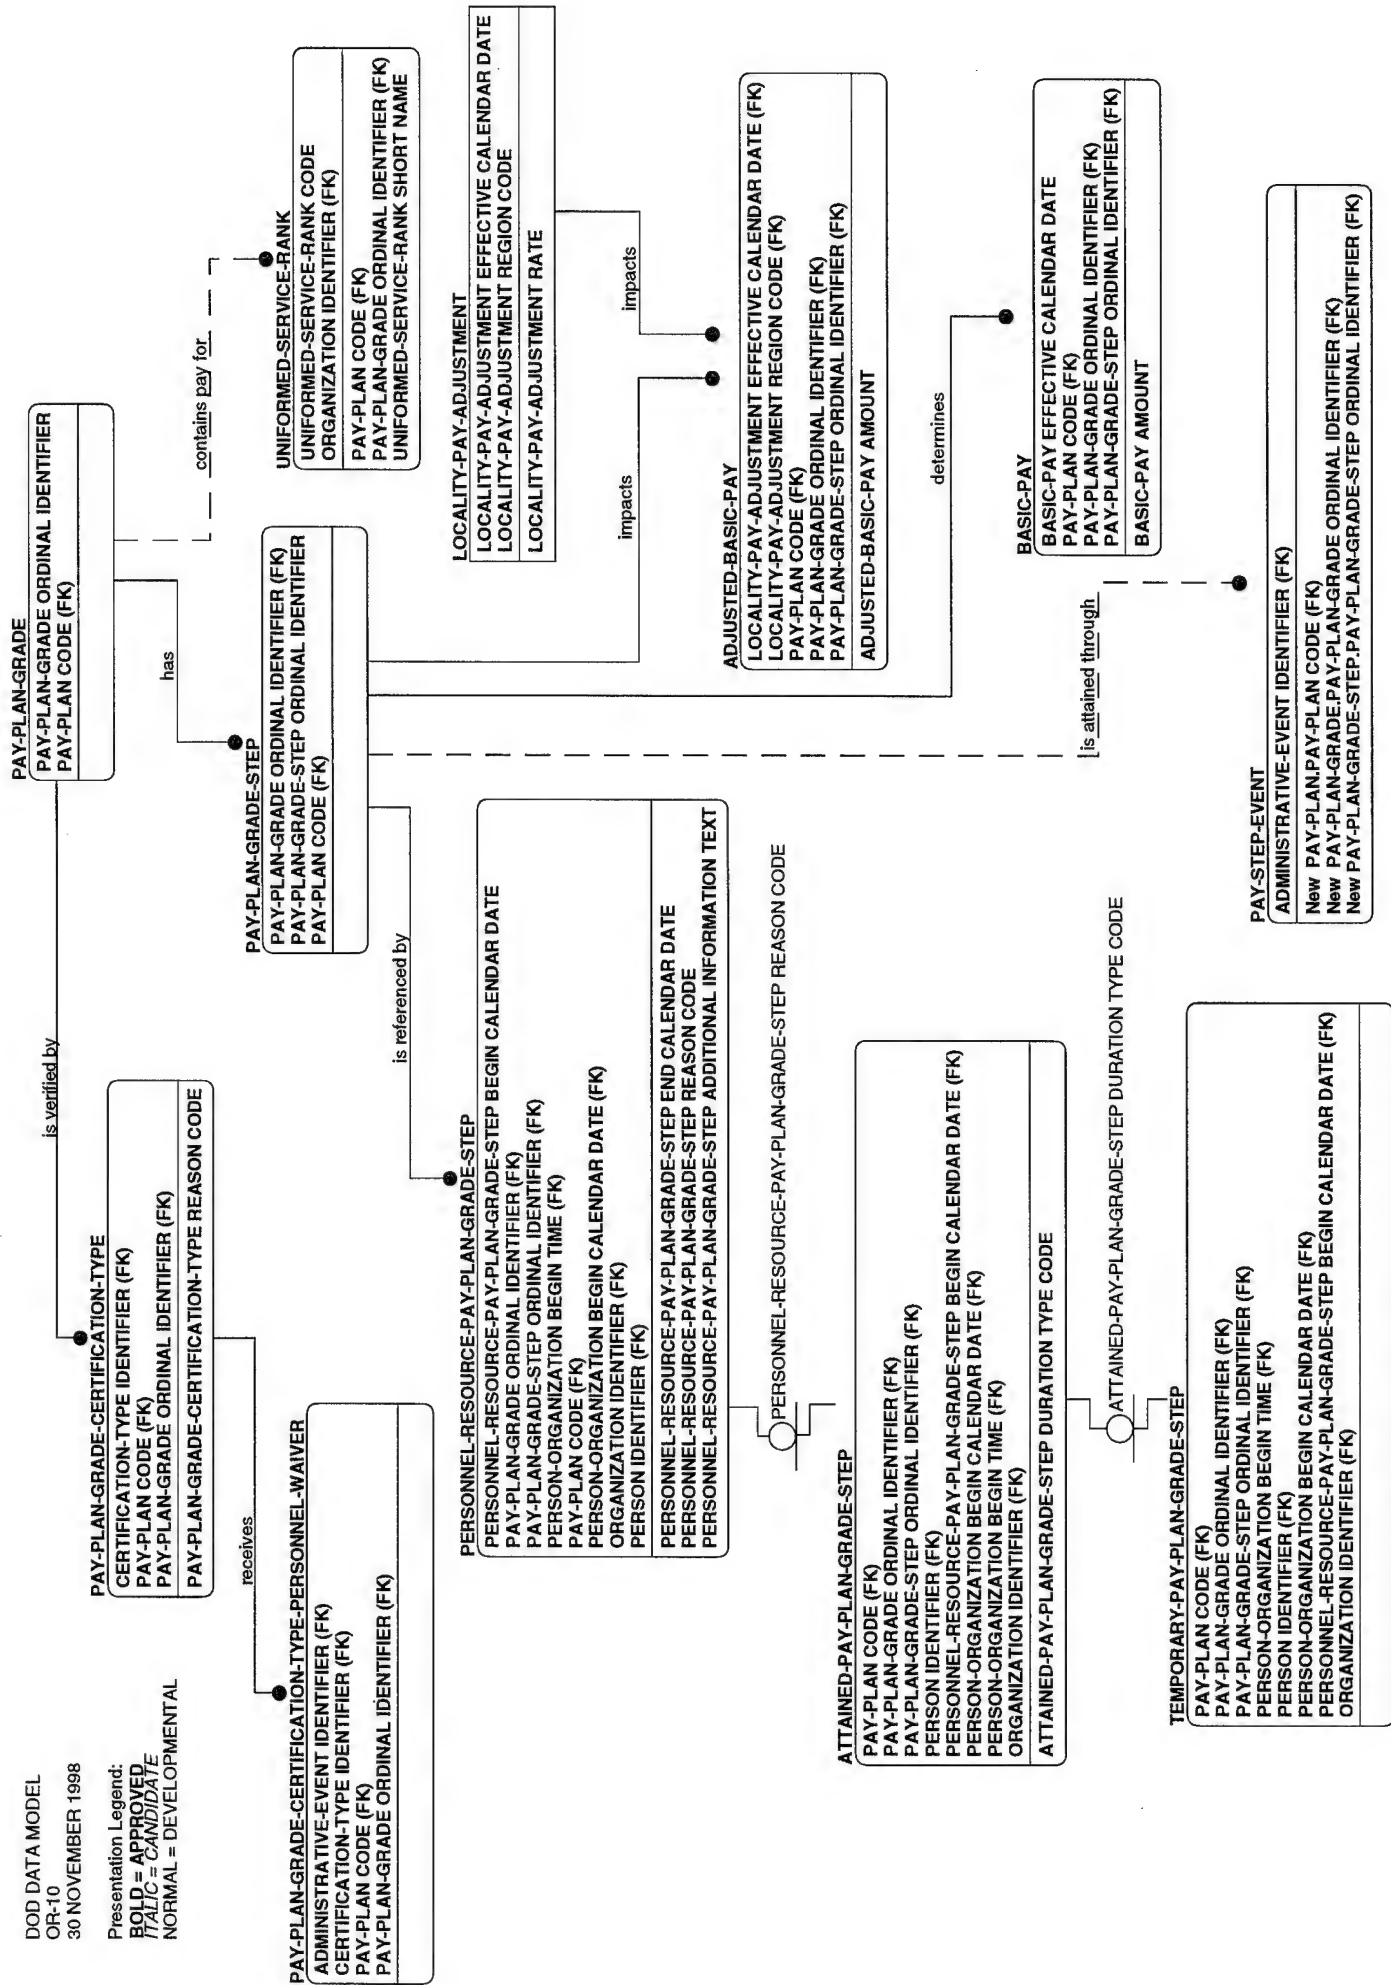 DOD DATA MODEL
OR-10
30 NOVEMBER 1998
Presentation Legend:
BOLD = APPROVED
ITALIC = CANDIDATE
NORMAL = DEVELOPMENTAL
PAY-PLAN-GRADE
PAY-PLAN-GRADE ORDINAL IDENTIFIER
PAY-PLAN CODE (FK)
is verified by
has
contains pay for
PAY-PLAN-GRADE-CERTIFICATION-TYPE
CERTIFICATION-TYPE IDENTIFIER (FK)
PAY-PLAN CODE (FK)
PAY-PLAN-GRADE ORDINAL IDENTIFIER (FK)
PAY-PLAN-GRADE-CERTIFICATION-TYPE REASON CODE
receives
PAY-PLAN-GRADE-STEP
PAY-PLAN-GRADE ORDINAL IDENTIFIER (FK)
PAY-PLAN-GRADE-STEP ORDINAL IDENTIFIER
PAY-PLAN CODE (FK)
UNIFORMED-SERVICE-RANK
UNIFORMED-SERVICE-RANK CODE
ORGANIZATION IDENTIFIER (FK)
PAY-PLAN CODE (FK)
PAY-PLAN-GRADE ORDINAL IDENTIFIER (FK)
UNIFORMED-SERVICE-RANK SHORT NAME
PAY-PLAN-GRADE-CERTIFICATION-TYPE-PERSONNEL-WAIVER
ADMINISTRATIVE-EVENT IDENTIFIER (FK)
CERTIFICATION-TYPE IDENTIFIER (FK)
PAY-PLAN CODE (FK)
PAY-PLAN-GRADE ORDINAL IDENTIFIER (FK)
is referenced by
LOCALITY-PAY-ADJUSTMENT
LOCALITY-PAY-ADJUSTMENT EFFECTIVE CALENDAR DATE
LOCALITY-PAY-ADJUSTMENT REGION CODE
LOCALITY-PAY-ADJUSTMENT RATE
PERSONNEL-RESOURCE-PAY-PLAN-GRADE-STEP
PERSONNEL-RESOURCE-PAY-PLAN-GRADE-STEP BEGIN CALENDAR DATE
PAY-PLAN-GRADE ORDINAL IDENTIFIER (FK)
PAY-PLAN-GRADE-STEP ORDINAL IDENTIFIER (FK)
PERSON-ORGANIZATION BEGIN TIME (FK)
PAY-PLAN CODE (FK)
PERSON-ORGANIZATION BEGIN CALENDAR DATE (FK)
ORGANIZATION IDENTIFIER (FK)
PERSON IDENTIFIER (FK)
PERSONNEL-RESOURCE-PAY-PLAN-GRADE-STEP END CALENDAR DATE
PERSONNEL-RESOURCE-PAY-PLAN-GRADE-STEP REASON CODE
PERSONNEL-RESOURCE-PAY-PLAN-GRADE-STEP ADDITIONAL INFORMATION TEXT
impacts
impacts
PERSONNEL-RESOURCE-PAY-PLAN-GRADE-STEP REASON CODE
ADJUSTED-BASIC-PAY
LOCALITY-PAY-ADJUSTMENT EFFECTIVE CALENDAR DATE (FK)
LOCALITY-PAY-ADJUSTMENT REGION CODE (FK)
PAY-PLAN CODE (FK)
PAY-PLAN-GRADE ORDINAL IDENTIFIER (FK)
PAY-PLAN-GRADE-STEP ORDINAL IDENTIFIER (FK)
ADJUSTED-BASIC-PAY AMOUNT
ATTAINED-PAY-PLAN-GRADE-STEP
PAY-PLAN CODE (FK)
PAY-PLAN-GRADE ORDINAL IDENTIFIER (FK)
PAY-PLAN-GRADE-STEP ORDINAL IDENTIFIER (FK)
PERSON IDENTIFIER (FK)
PERSONNEL-RESOURCE-PAY-PLAN-GRADE-STEP BEGIN CALENDAR DATE (FK)
PERSON-ORGANIZATION BEGIN CALENDAR DATE (FK)
PERSON-ORGANIZATION BEGIN TIME (FK)
ORGANIZATION IDENTIFIER (FK)
ATTAINED-PAY-PLAN-GRADE-STEP DURATION TYPE CODE
determines
BASIC-PAY
BASIC-PAY EFFECTIVE CALENDAR DATE
PAY-PLAN CODE (FK)
PAY-PLAN-GRADE ORDINAL IDENTIFIER (FK)
PAY-PLAN-GRADE-STEP ORDINAL IDENTIFIER (FK)
BASIC-PAY AMOUNT
is attained through
ATTAINED-PAY-PLAN-GRADE-STEP DURATION TYPE CODE
TEMPORARY-PAY-PLAN-GRADE-STEP
PAY-PLAN CODE (FK)
PAY-PLAN-GRADE ORDINAL IDENTIFIER (FK)
PAY-PLAN-GRADE-STEP ORDINAL IDENTIFIER (FK)
PERSON-ORGANIZATION BEGIN TIME (FK)
PERSON IDENTIFIER (FK)
PERSON-ORGANIZATION BEGIN CALENDAR DATE (FK)
PERSONNEL-RESOURCE-PAY-PLAN-GRADE-STEP BEGIN CALENDAR DATE (FK)
ORGANIZATION IDENTIFIER (FK)
PAY-STEP-EVENT
ADMINISTRATIVE-EVENT IDENTIFIER (FK)
New PAY-PLAN.PAY-PLAN CODE (FK)
New PAY-PLAN-GRADE.PAY-PLAN-GRADE ORDINAL IDENTIFIER (FK)
New PAY-PLAN-GRADE-STEP.PAY-PLAN-GRADE-STEP ORDINAL IDENTIFIER (FK)